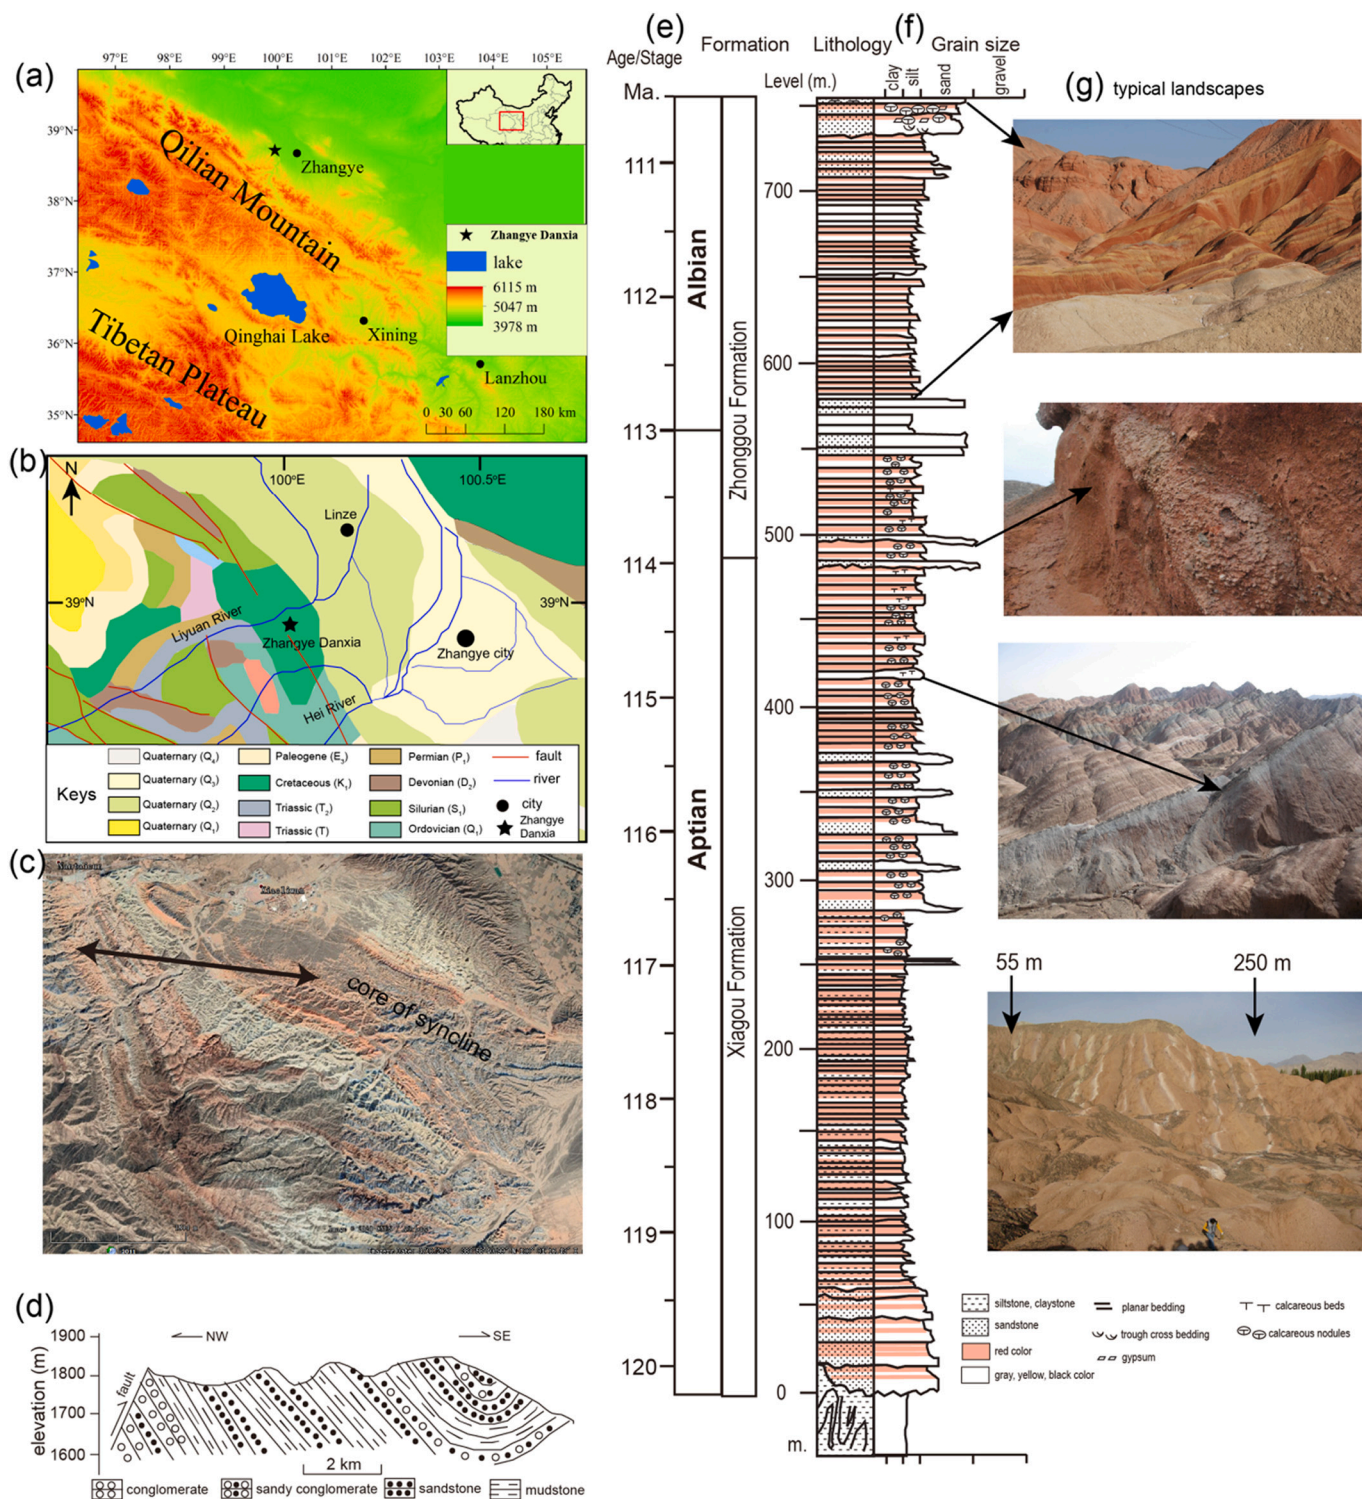 (a)
97°E 98°E 99°E 100°E 101°E 102°E 103°E 104°E 105°E
39°N
38°N
37°N
36°N
35°N
Qilian Mountain
Zhangye
Tibetan Plateau
Qinghai Lake
Xining
Lanzhou
Zhangye Danxia
lake
6115 m
5047 m
3978 m
0 30 60 120 180 km
(b)
N
100°E 100.5°E
Linze
39°N 39°N
Liyuan River
Zhangye Danxia
Zhangye city
Hei River
Keys
Quaternary (Q4) Paleogene (E3) Permian (P1) fault
Quaternary (Q3) Cretaceous (K1) Devonian (D2) river
Quaternary (Q2) Triassic (T2) Silurian (S1) city
Quaternary (Q1) Triassic (T) Ordovician (Q1) Zhangye
Danxia
(c)
core of syncline
(d)
elevation (m)
1900
1800
1700
1600
NW SE
fault
2 km
conglomerate sandy conglomerate sandstone mudstone
(e)
Age/Stage
Formation
Ma.
111
112
113
114
115
116
117
118
119
120
Albian
Aptian
Zhonggou Formation
Xiagou Formation
(f)
Lithology Grain size
Level (m.)
clay
silt
sand
gravel
700
600
500
400
300
200
100
0
m.
siltstone, claystone planar bedding calcareous beds
sandstone trough cross bedding calcareous nodules
red color gypsum
gray, yellow, black color
(g) typical landscapes
55 m 250 m